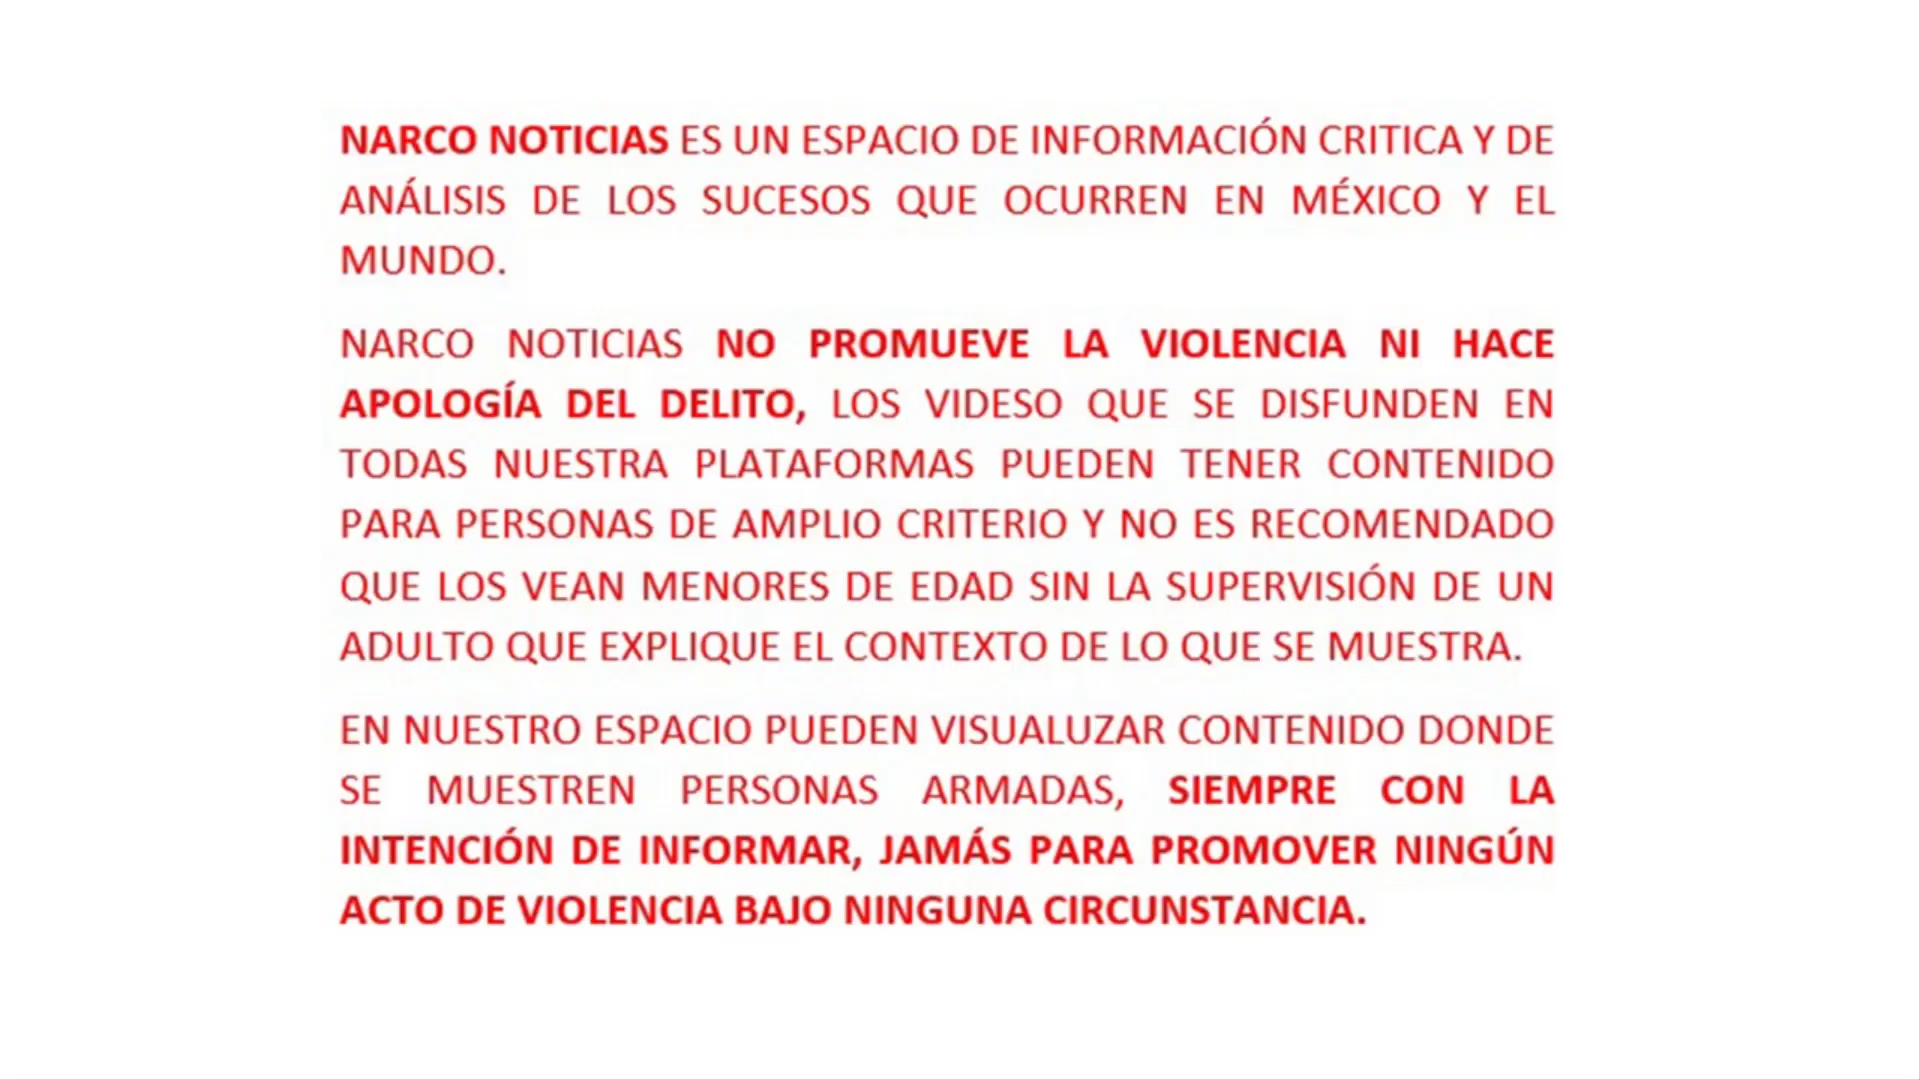 NARCO NOTICIAS ES UN ESPACIO DE INFORMACIÓN CRITICA Y DE
ANÁLISIS DE LOS SUCESOS QUE OCURREN EN MÉXICO Y EL
MUNDO.
NARCO NOTICIAS NO PROMUEVE LA VIOLENCIA NI HACE
APOLOGÍA DEL DELITO, LOS VIDESO QUE SE DISFUNDEN EN
TODAS NUESTRA PLATAFORMAS PUEDEN TENER CONTENIDO
PARA PERSONAS DE AMPLIO CRITERIO Y NO ES RECOMENDADO
QUE LOS VEAN MENORES DE EDAD SIN LA SUPERVISIÓN DE UN
ADULTO QUE EXPLIQUE EL CONTEXTO DE LO QUE SE MUESTRA.
EN NUESTRO ESPACIO PUEDEN VISUALUZAR CONTENIDO DONDE
SE MUESTREN PERSONAS ARMADAS, SIEMPRE CON LA
INTENCIÓN DE INFORMAR, JAMÁS PARA PROMOVER NINGÚN
ACTO DE VIOLENCIA BAJO NINGUNA CIRCUNSTANCIA.